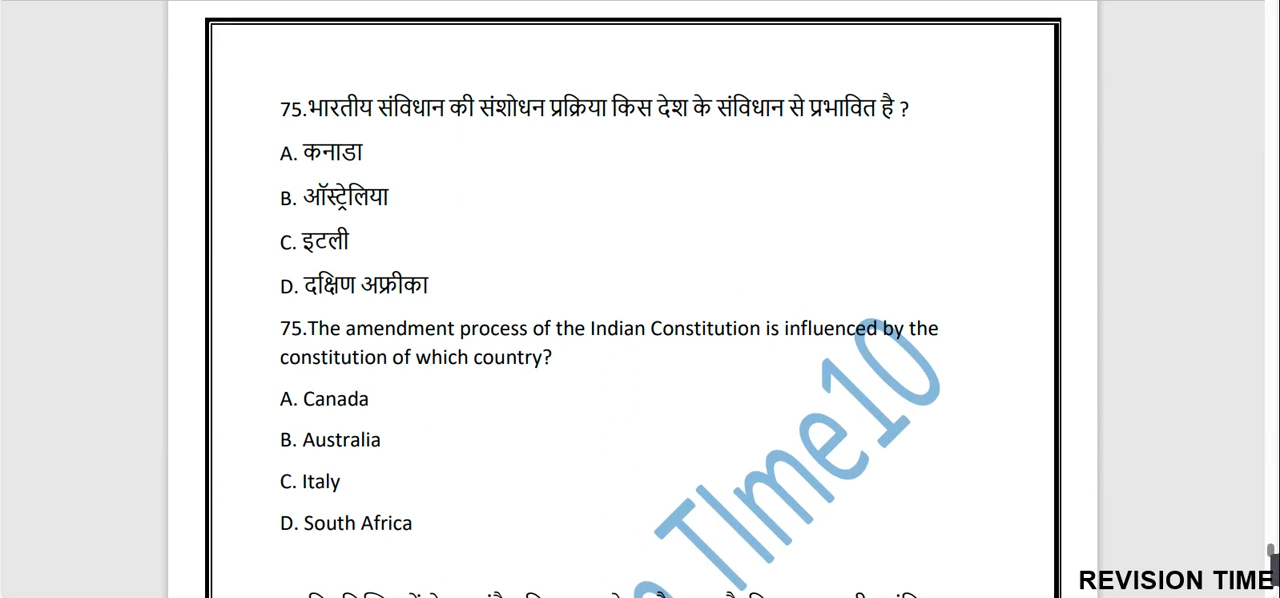 75.भारतीय संविधान की संशोधन प्रक्रिया किस देश के संविधान से प्रभावित है ?
A. कनाडा
B. ऑस्ट्रेलिया
C. इटली
D. दक्षिण अफ्रीका
75.The amendment process of the Indian Constitution is influenced by the
constitution of which country?
A. Canada
B. Australia
C. Italy
D. South Africa
TIme10
REVISION TIME